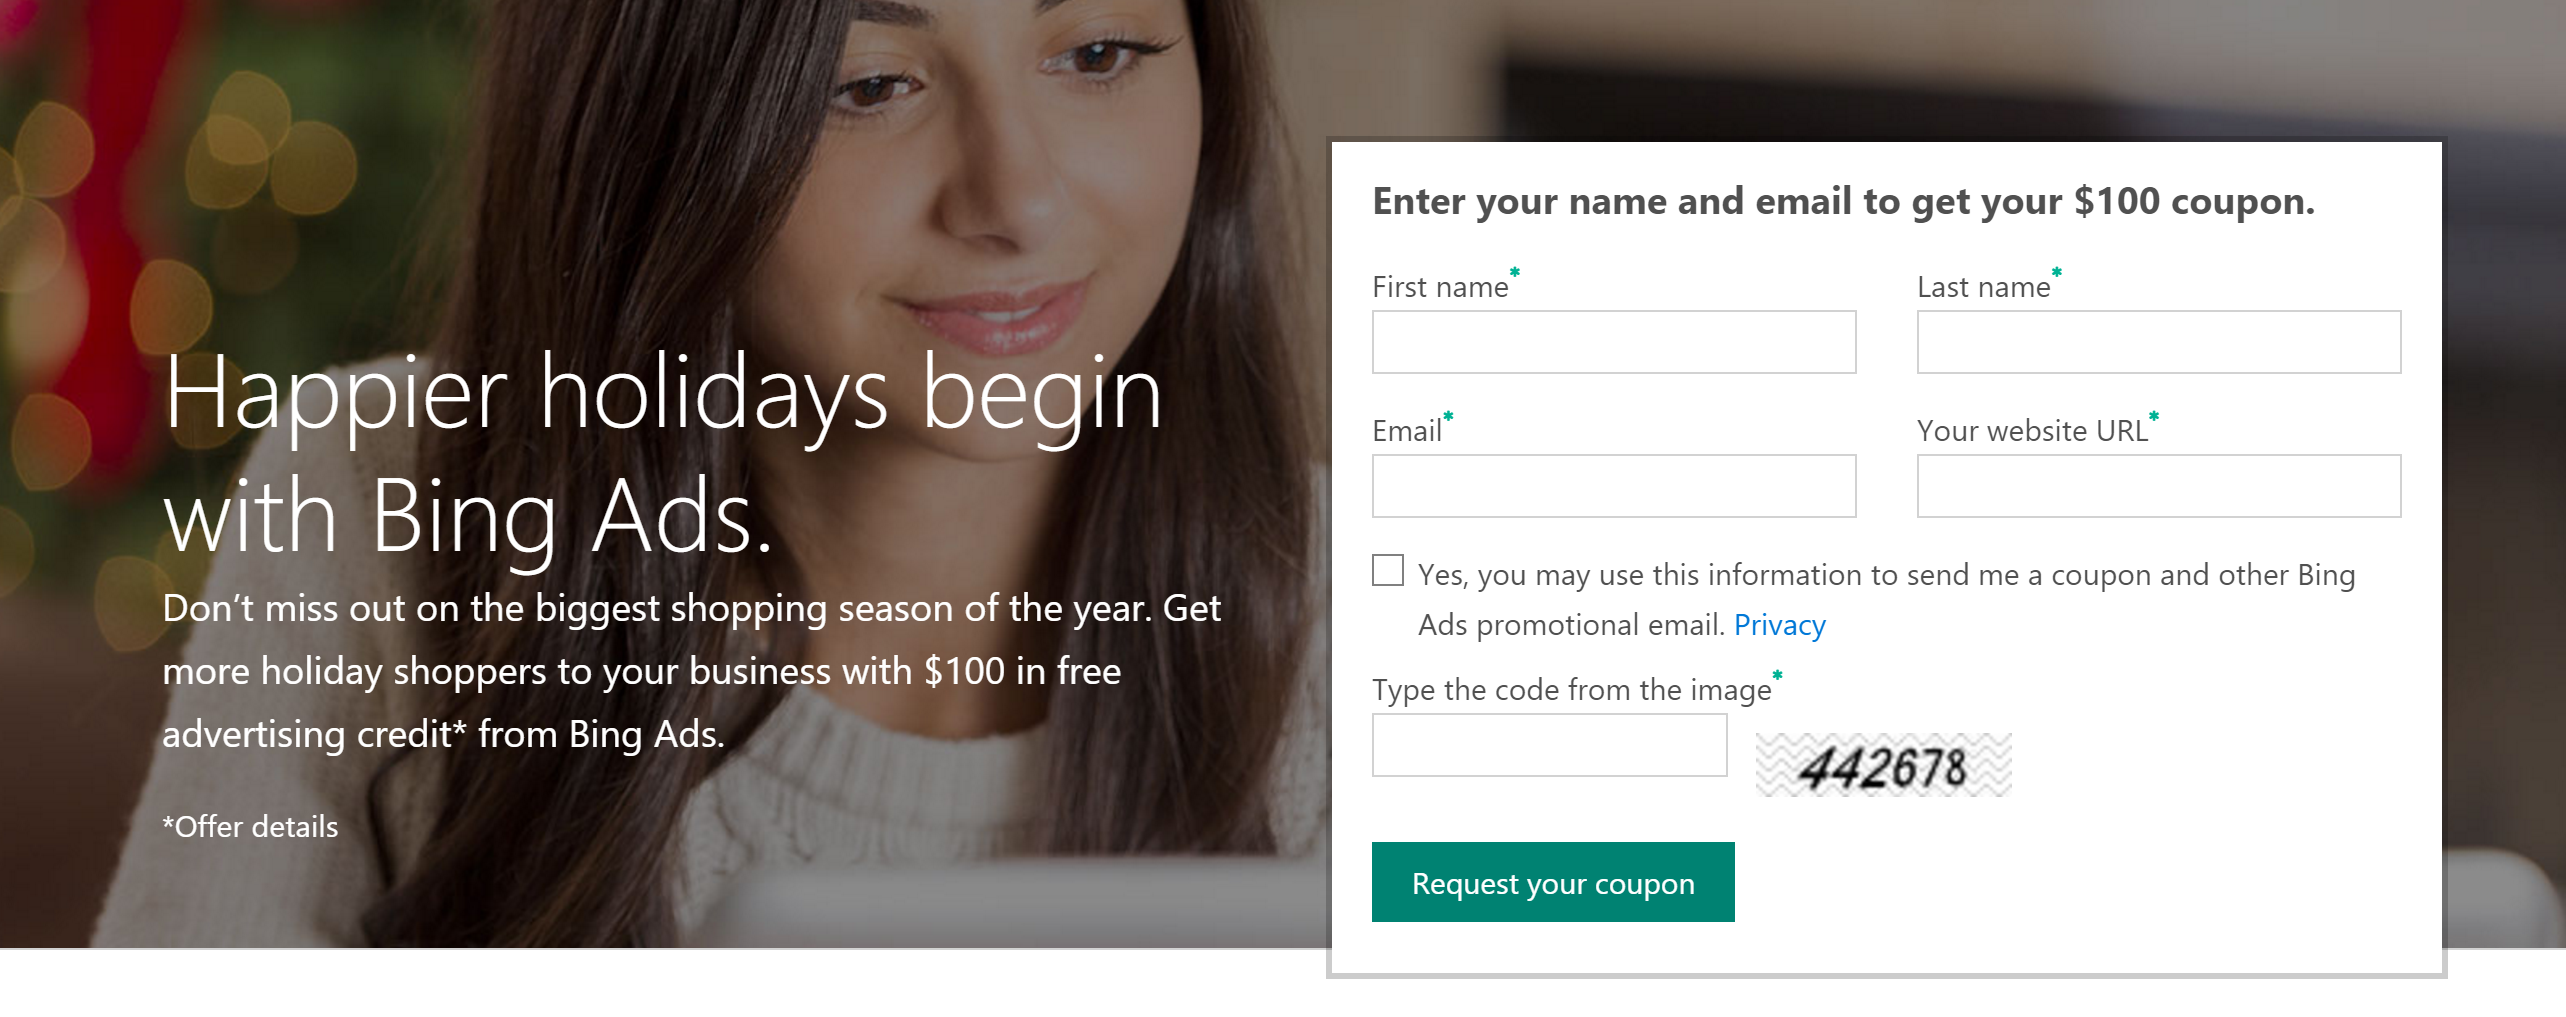 Happier holidays begin
with Bing Ads.
Don’t miss out on the biggest shopping season of the year. Get
more holiday shoppers to your business with $100 in free
advertising credit* from Bing Ads.
*Offer details
Enter your name and email to get your $100 coupon.
First name*
Last name*
Email*
Your website URL*
Yes, you may use this information to send me a coupon and other Bing
Ads promotional email. Privacy
Type the code from the image*
442678
Request your coupon